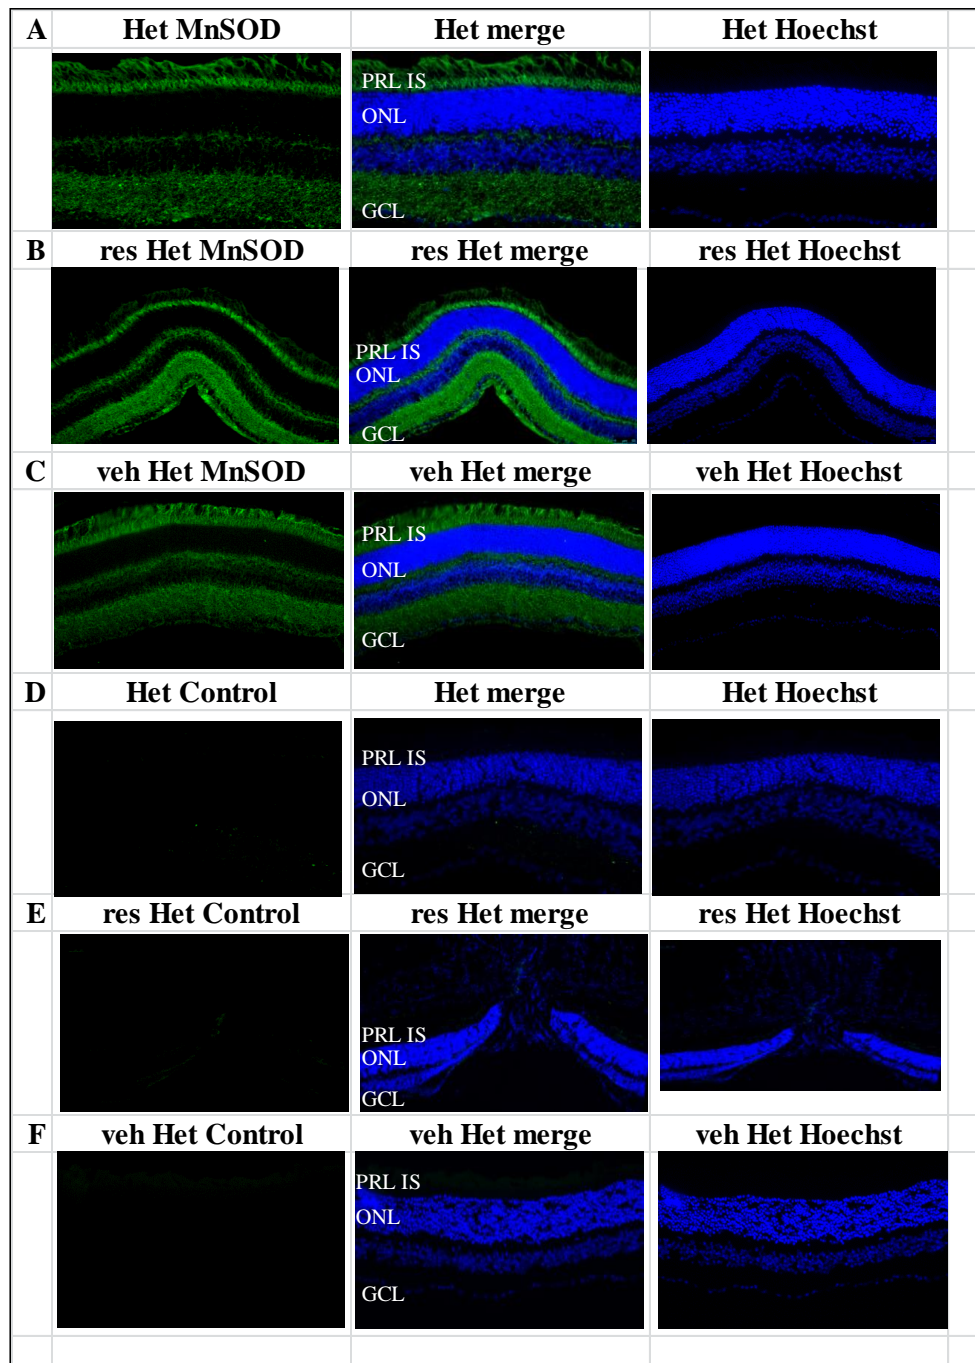 A Het MnSOD Het merge Het Hoechst
PRL IS
ONL
GCL
B res Het MnSOD res Het merge res Het Hoechst
PRL IS
ONL
GCL
C veh Het MnSOD veh Het merge veh Het Hoechst
PRL IS
ONL
GCL
D Het Control Het merge Het Hoechst
PRL IS
ONL
GCL
E res Het Control res Het merge res Het Hoechst
PRL IS
ONL
GCL
F veh Het Control veh Het merge veh Het Hoechst
PRL IS
ONL
GCL